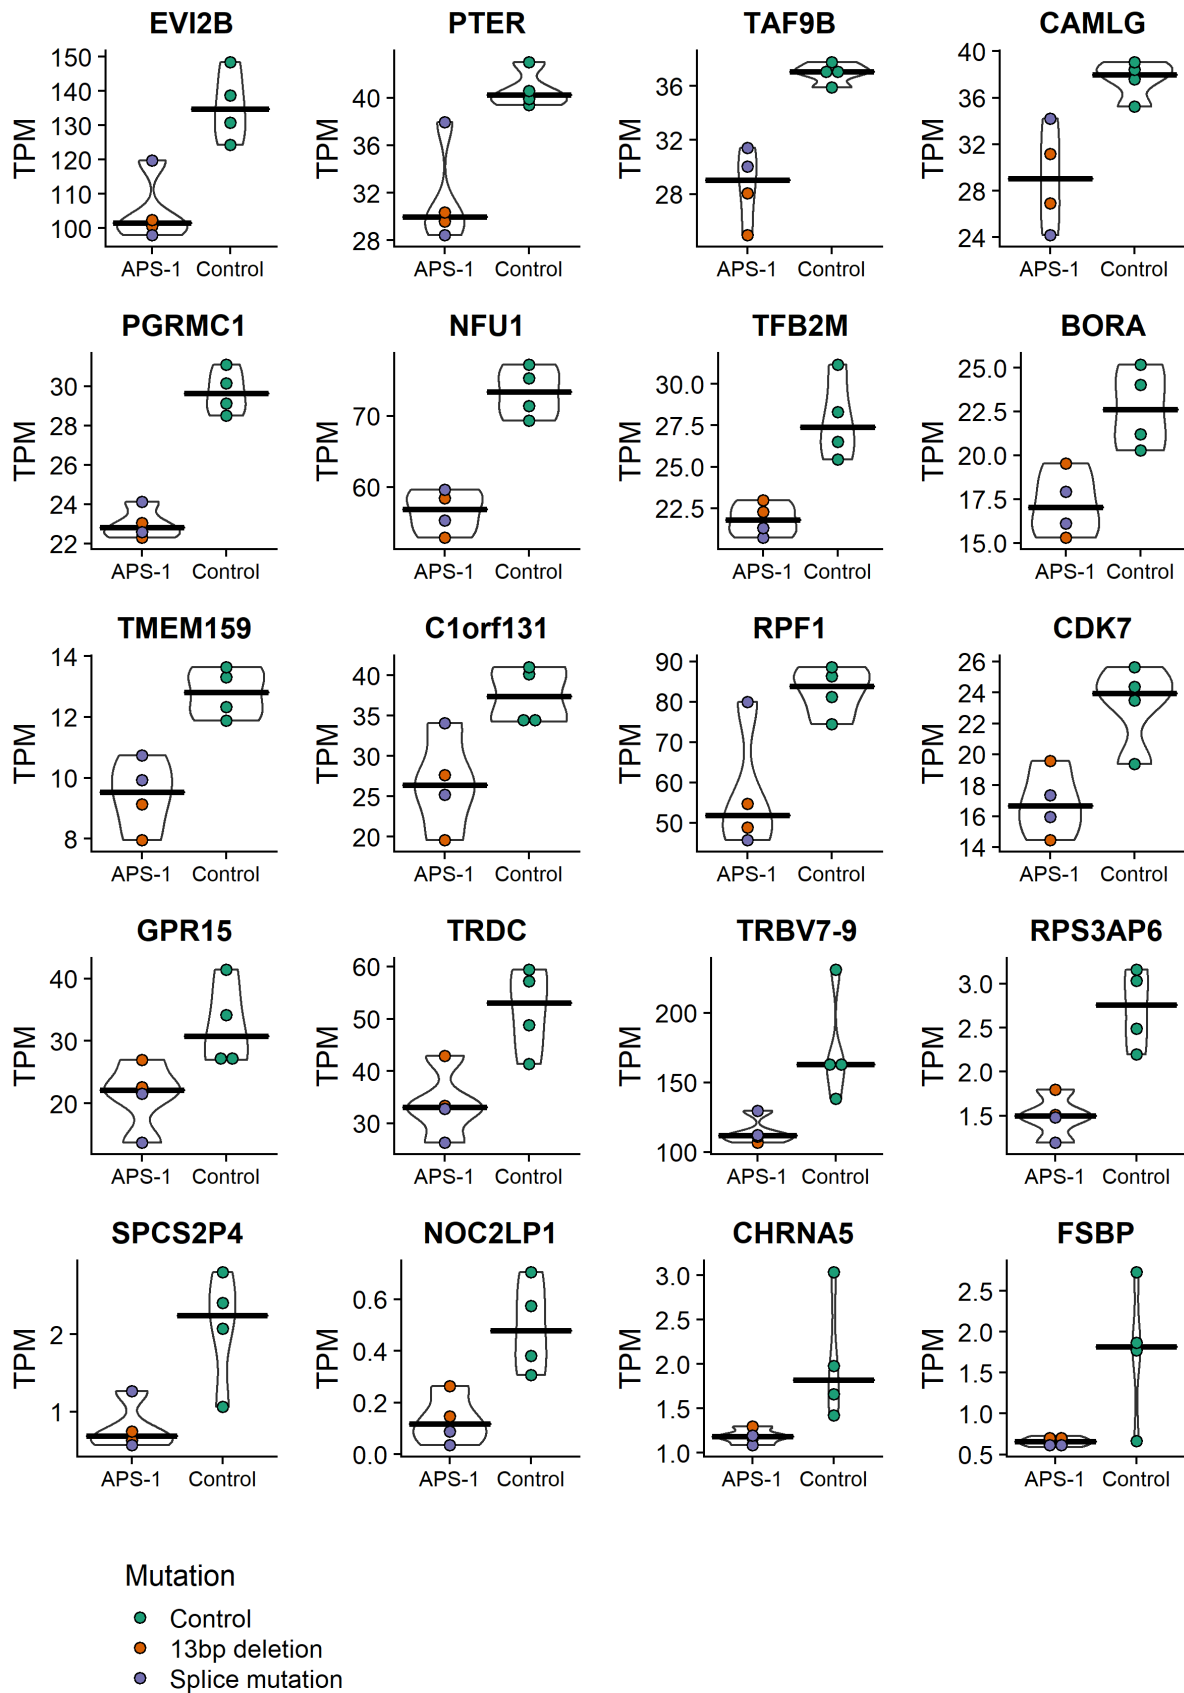 EVI2B PTER TAF9B CAMLG
TPM 150 140 130 120 110 100 TPM 40 36 32 28 TPM 36 32 28 TPM 40 36 32 28 24
APS-1 Control APS-1 Control APS-1 Control APS-1 Control
PGRMC1 NFU1 TFB2M BORA
TPM 30 28 26 24 22 TPM 70 60 TPM 30.0 27.5 25.0 22.5 TPM 25.0 22.5 20.0 17.5 15.0
APS-1 Control APS-1 Control APS-1 Control APS-1 Control
TMEM159 C1orf131 RPF1 CDK7
TPM 14 12 10 8 TPM 40 35 30 25 20 TPM 90 80 70 60 50 TPM 26 24 22 20 18 16 14
APS-1 Control APS-1 Control APS-1 Control APS-1 Control
GPR15 TRDC TRBV7-9 RPS3AP6
TPM 40 30 20 TPM 60 50 40 30 TPM 200 150 100 TPM 3.0 2.5 2.0 1.5
APS-1 Control APS-1 Control APS-1 Control APS-1 Control
SPCS2P4 NOC2LP1 CHRNA5 FSBP
TPM 2 1 TPM 0.6 0.4 0.2 0.0 TPM 3.0 2.5 2.0 1.5 1.0 TPM 2.5 2.0 1.5 1.0 0.5
APS-1 Control APS-1 Control APS-1 Control APS-1 Control
Mutation
Control
13bp deletion
Splice mutation